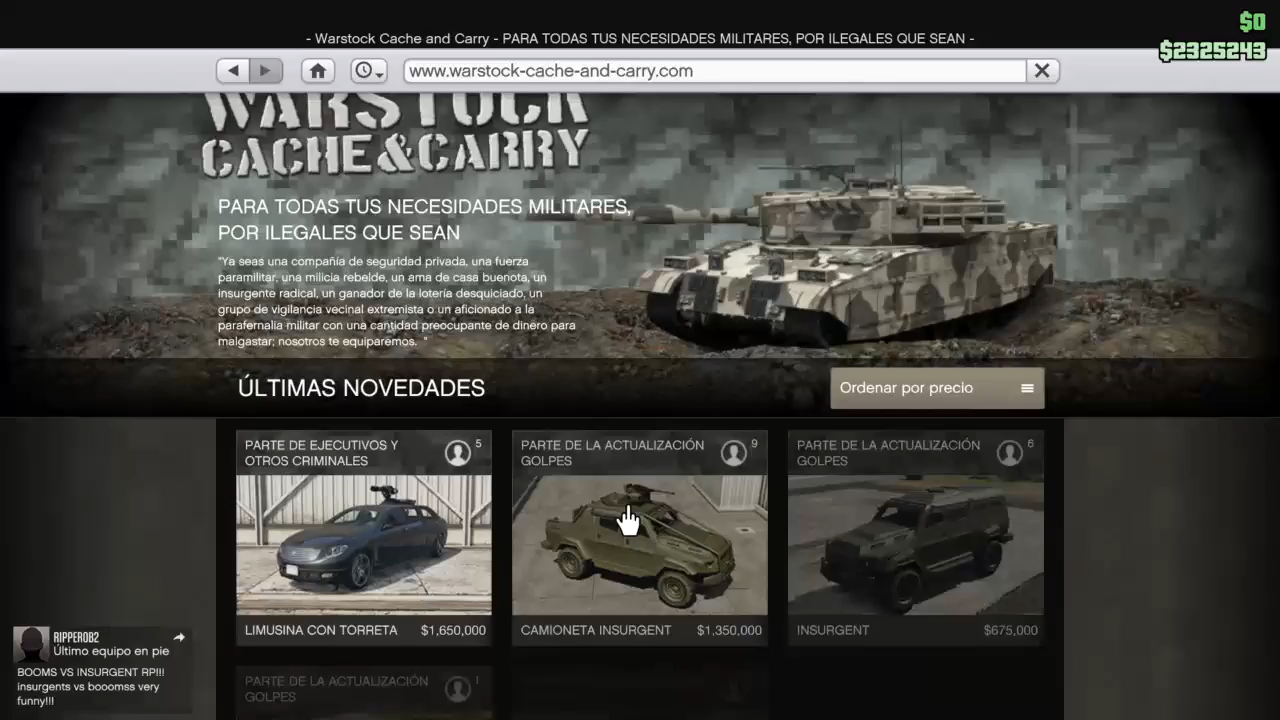 $0
$2325243
- Warstock Cache and Carry - PARA TODAS TUS NECESIDADES MILITARES, POR ILEGALES QUE SEAN -
www.warstock-cache-and-carry.com
WARSTOCK
CACHE&CARRY
PARA TODAS TUS NECESIDADES MILITARES,
POR ILEGALES QUE SEAN
"Ya seas una compañía de seguridad privada, una fuerza
paramilitar, una milicia rebelde, un ama de casa buenota, un
insurgente radical, un ganador de la lotería desquiciado, un
grupo de vigilancia vecinal extremista o un aficionado a la
parafernalia militar con una cantidad preocupante de dinero para
malgastar; nosotros te equiparemos. "
ÚLTIMAS NOVEDADES
Ordenar por precio
PARTE DE EJECUTIVOS Y
OTROS CRIMINALES
5
PARTE DE LA ACTUALIZACIÓN
GOLPES
9
PARTE DE LA ACTUALIZACIÓN
GOLPES
6
LIMUSINA CON TORRETA $1,650,000
CAMIONETA INSURGENT $1,350,000
INSURGENT $675,000
PARTE DE LA ACTUALIZACIÓN
GOLPES
1
RIPPEROB2
Último equipo en pie
BOOMS VS INSURGENT RP!!!
insurgents vs booomss very
funny!!!